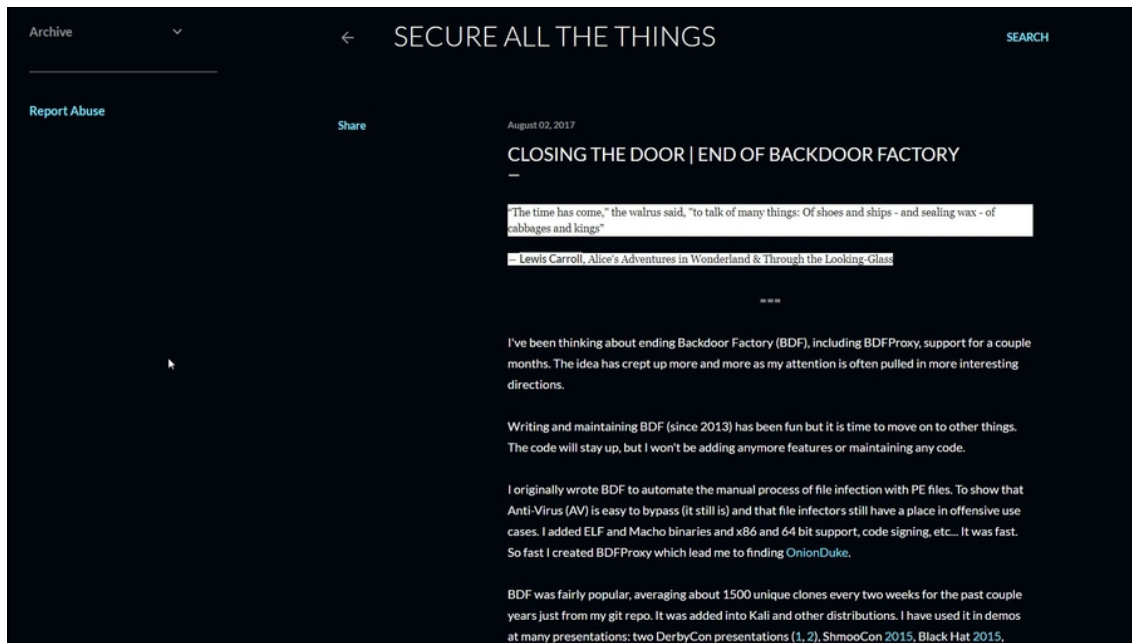 Archive
SECURE ALL THE THINGS
SEARCH
Report Abuse
Share
August 02, 2017
CLOSING THE DOOR | END OF BACKDOOR FACTORY
"The time has come," the walrus said, "to talk of many things: Of shoes and ships - and sealing wax - of
cabbages and kings"
― Lewis Carroll, Alice's Adventures in Wonderland & Through the Looking-Glass
===
I've been thinking about ending Backdoor Factory (BDF), including BDFProxy, support for a couple
months. The idea has crept up more and more as my attention is often pulled in more interesting
directions.
Writing and maintaining BDF (since 2013) has been fun but it is time to move on to other things.
The code will stay up, but I won't be adding anymore features or maintaining any code.
I originally wrote BDF to automate the manual process of file infection with PE files. To show that
Anti-Virus (AV) is easy to bypass (it still is) and that file infectors still have a place in offensive use
cases. I added ELF and Macho binaries and x86 and 64 bit support, code signing, etc... It was fast.
So fast I created BDFProxy which lead me to finding OnionDuke.
BDF was fairly popular, averaging about 1500 unique clones every two weeks for the past couple
years just from my git repo. It was added into Kali and other distributions. I have used it in demos
at many presentations: two DerbyCon presentations (1, 2), ShmooCon 2015, Black Hat 2015,